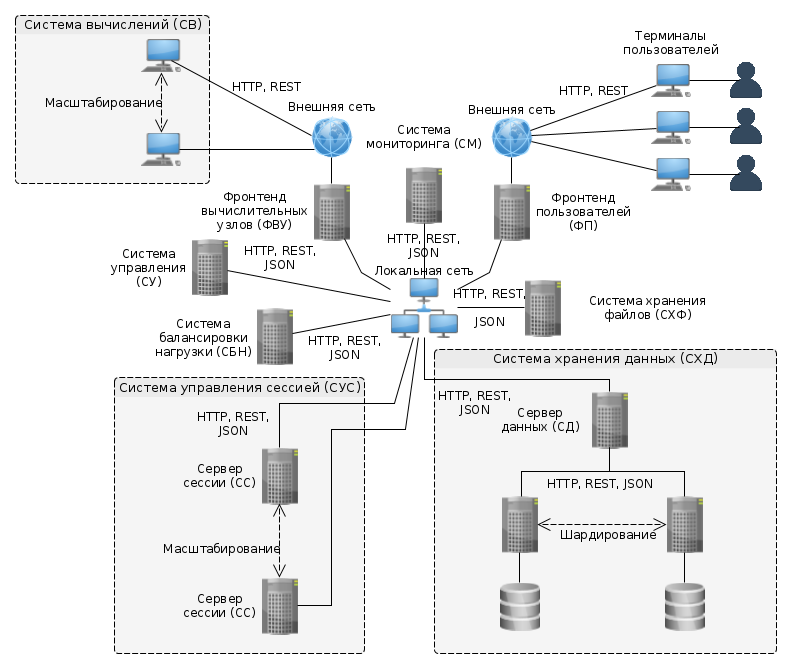 Система вычислений (СВ)
Масштабирование
HTTP, REST
Внешняя сеть
Система
мониторинга (СМ)
Внешняя сеть
HTTP, REST
Терминалы
пользователей
Фронтенд
вычислительных
узлов (ФВУ)
HTTP, REST,
JSON
Фронтенд
пользователей
(ФП)
Система
управления
(СУ)
HTTP, REST,
JSON
Локальная сеть
HTTP, REST,
JSON
Система хранения
файлов (СХФ)
Система
балансировки
нагрузки (СБН)
HTTP, REST,
JSON
Система управления сессией (СУС)
HTTP, REST,
JSON
Сервер
сессии (СС)
Масштабирование
Сервер
сессии (СС)
Система хранения данных (СХД)
HTTP, REST,
JSON
Сервер
данных (СД)
HTTP, REST, JSON
Шардирование